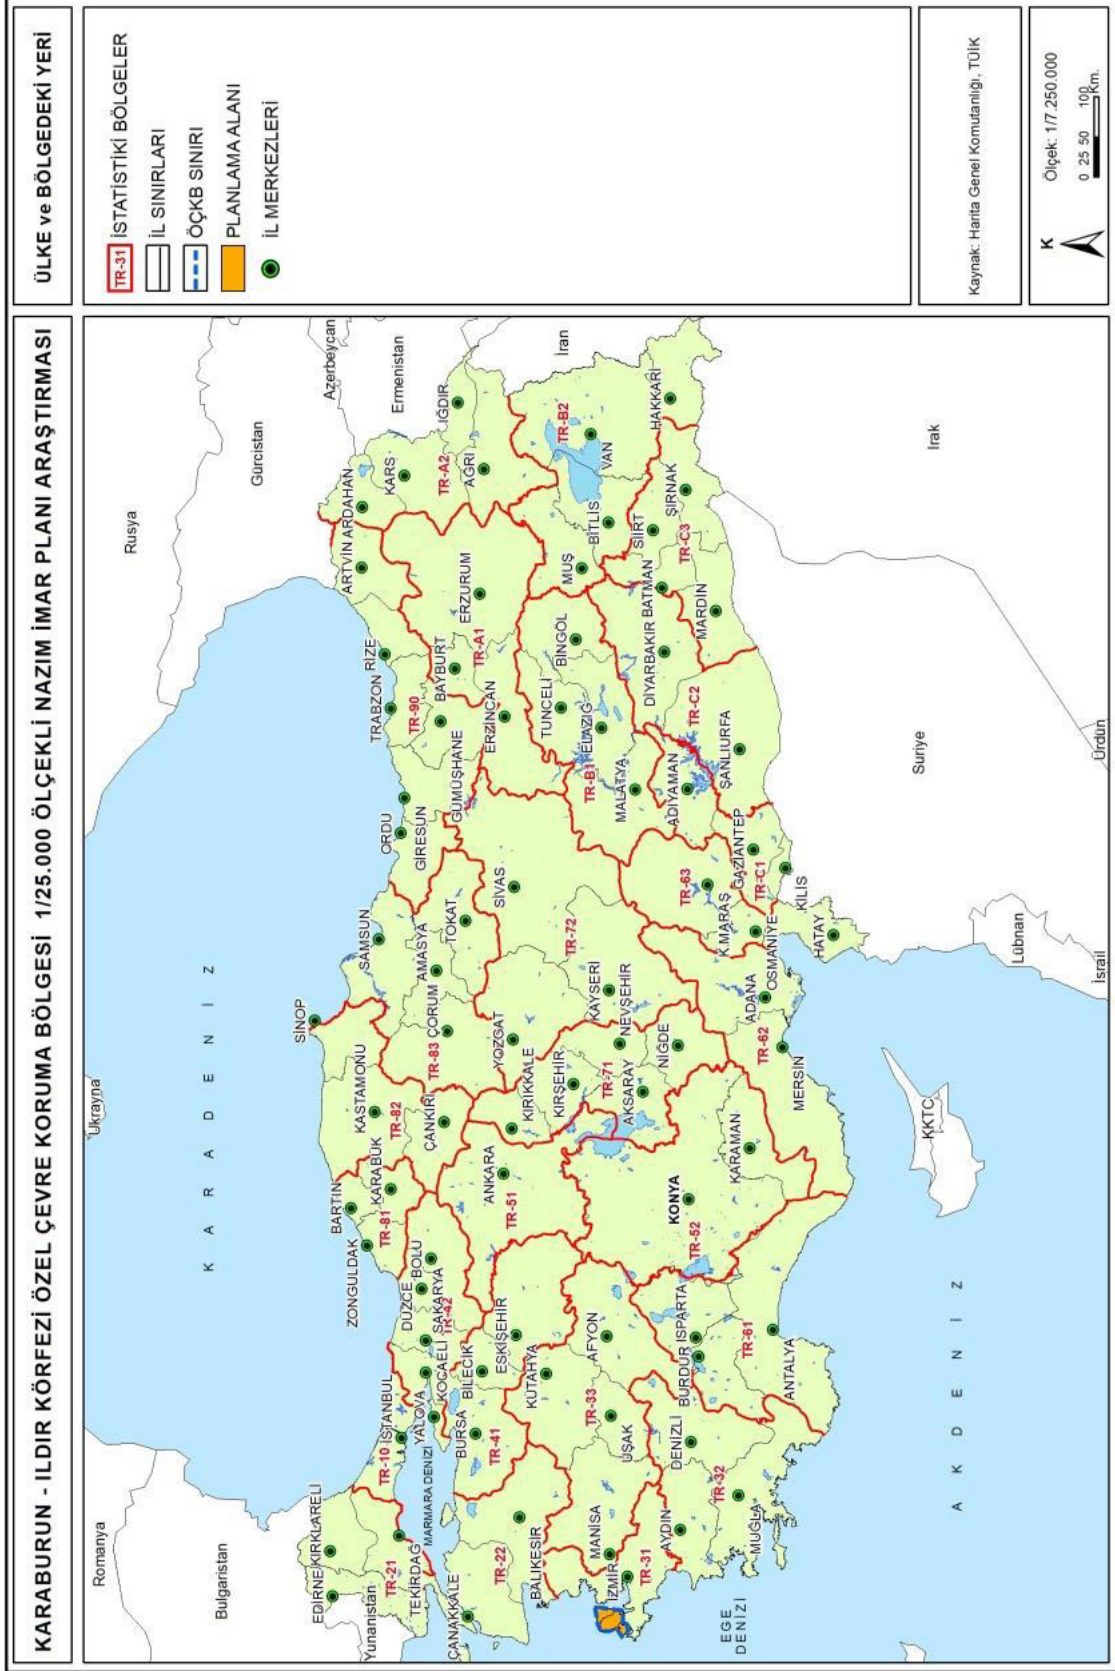 KARABURUN - ILDIR KÖRFEZİ ÖZEL ÇEVRE KORUMA BÖLGESİ 1/25.000 ÖLÇEKLİ NAZIM İMAR PLANI ARAŞTIRMASI
ÜLKE ve BÖLGEDEKİ YERİ
TR-31 İSTATİSTİKİ BÖLGELER
İL SINIRLARI
ÖÇKB SINIRI
PLANLAMA ALANI
İL MERKEZLERİ
Kaynak: Harita Genel Komutanlığı, TÜİK
K
Ölçek: 1/7.250.000
0 25 50 100
Km.
Romanya
Ukrayna
Rusya
Bulgaristan
Gürcistan
Azerbeycan
Ermenistan
Yunanistan
İran
Irak
Suriye
Ürdün
Lübnan
İsrail
KKTC
K A R A D E N İ Z
MARMARA DENİZİ
EGE
DENİZİ
A K D E N İ Z
EDİRNE
KIRKLARELİ
TR-21
TEKİRDAĞ
TR-10
İSTANBUL
ÇANAKKALE
TR-22
BALIKESİR
YALOVA
KOCAELİ
BURSA
TR-41
BİLECİK
SAKARYA
TR-42
DÜZCE
BOLU
ESKİŞEHİR
KÜTAHYA
ZONGULDAK
BARTIN
TR-81
KARABÜK
KASTAMONU
TR-82
ÇANKIRI
SİNOP
SAMSUN
TR-83
ÇORUM
AMASYA
TOKAT
ORDU
GİRESUN
TRABZON
RİZE
TR-90
GÜMÜŞHANE
ARTVİN
ARDAHAN
KARS
TR-A2
IĞDIR
AĞRI
BAYBURT
TR-A1
ERZURUM
ERZİNCAN
ANKARA
TR-51
KIRIKKALE
YOZGAT
SİVAS
TR-72
KAYSERİ
KIRŞEHİR
TR-71
NEVŞEHİR
AKSARAY
NİĞDE
MANİSA
İZMİR
TR-31
UŞAK
TR-33
AFYON
AYDIN
DENİZLİ
TR-32
MUĞLA
BURDUR
ISPARTA
TR-61
ANTALYA
KONYA
TR-52
KARAMAN
MERSİN
TR-62
ADANA
OSMANİYE
HATAY
K.MARAŞ
TR-63
GAZİANTEP
TR-C1
KİLİS
ADIYAMAN
MALATYA
TR-B1
ELAZIĞ
TUNCELİ
BİNGÖL
MUŞ
BİTLİS
TR-B2
VAN
HAKKARİ
ŞANLIURFA
TR-C2
DİYARBAKIR
BATMAN
MARDİN
SİİRT
TR-C3
ŞIRNAK